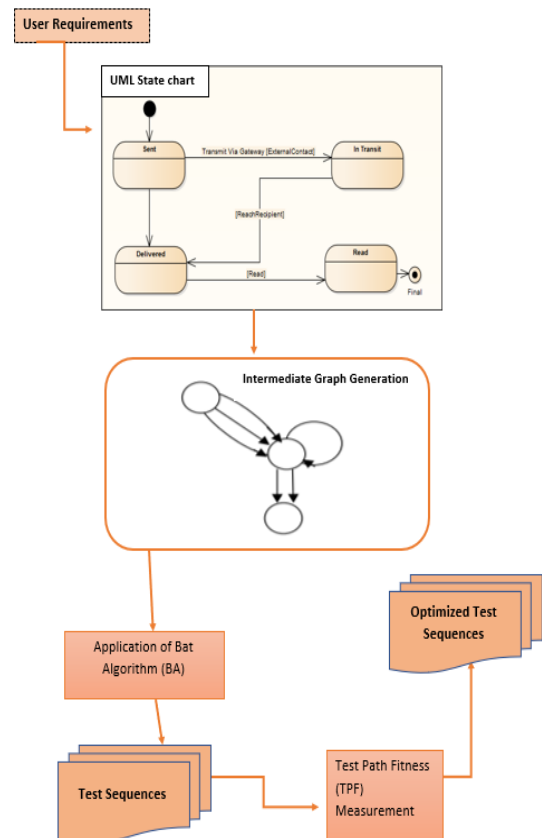 User Requirements
UML State chart
Sent
Transmit Via Gateway [ExternalContact]
In Transit
[ReachRecipient]
Delivered
Read
[Read]
Final
Intermediate Graph Generation
Application of Bat
Algorithm (BA)
Optimized Test
Sequences
Test Sequences
Test Path Fitness
(TPF)
Measurement